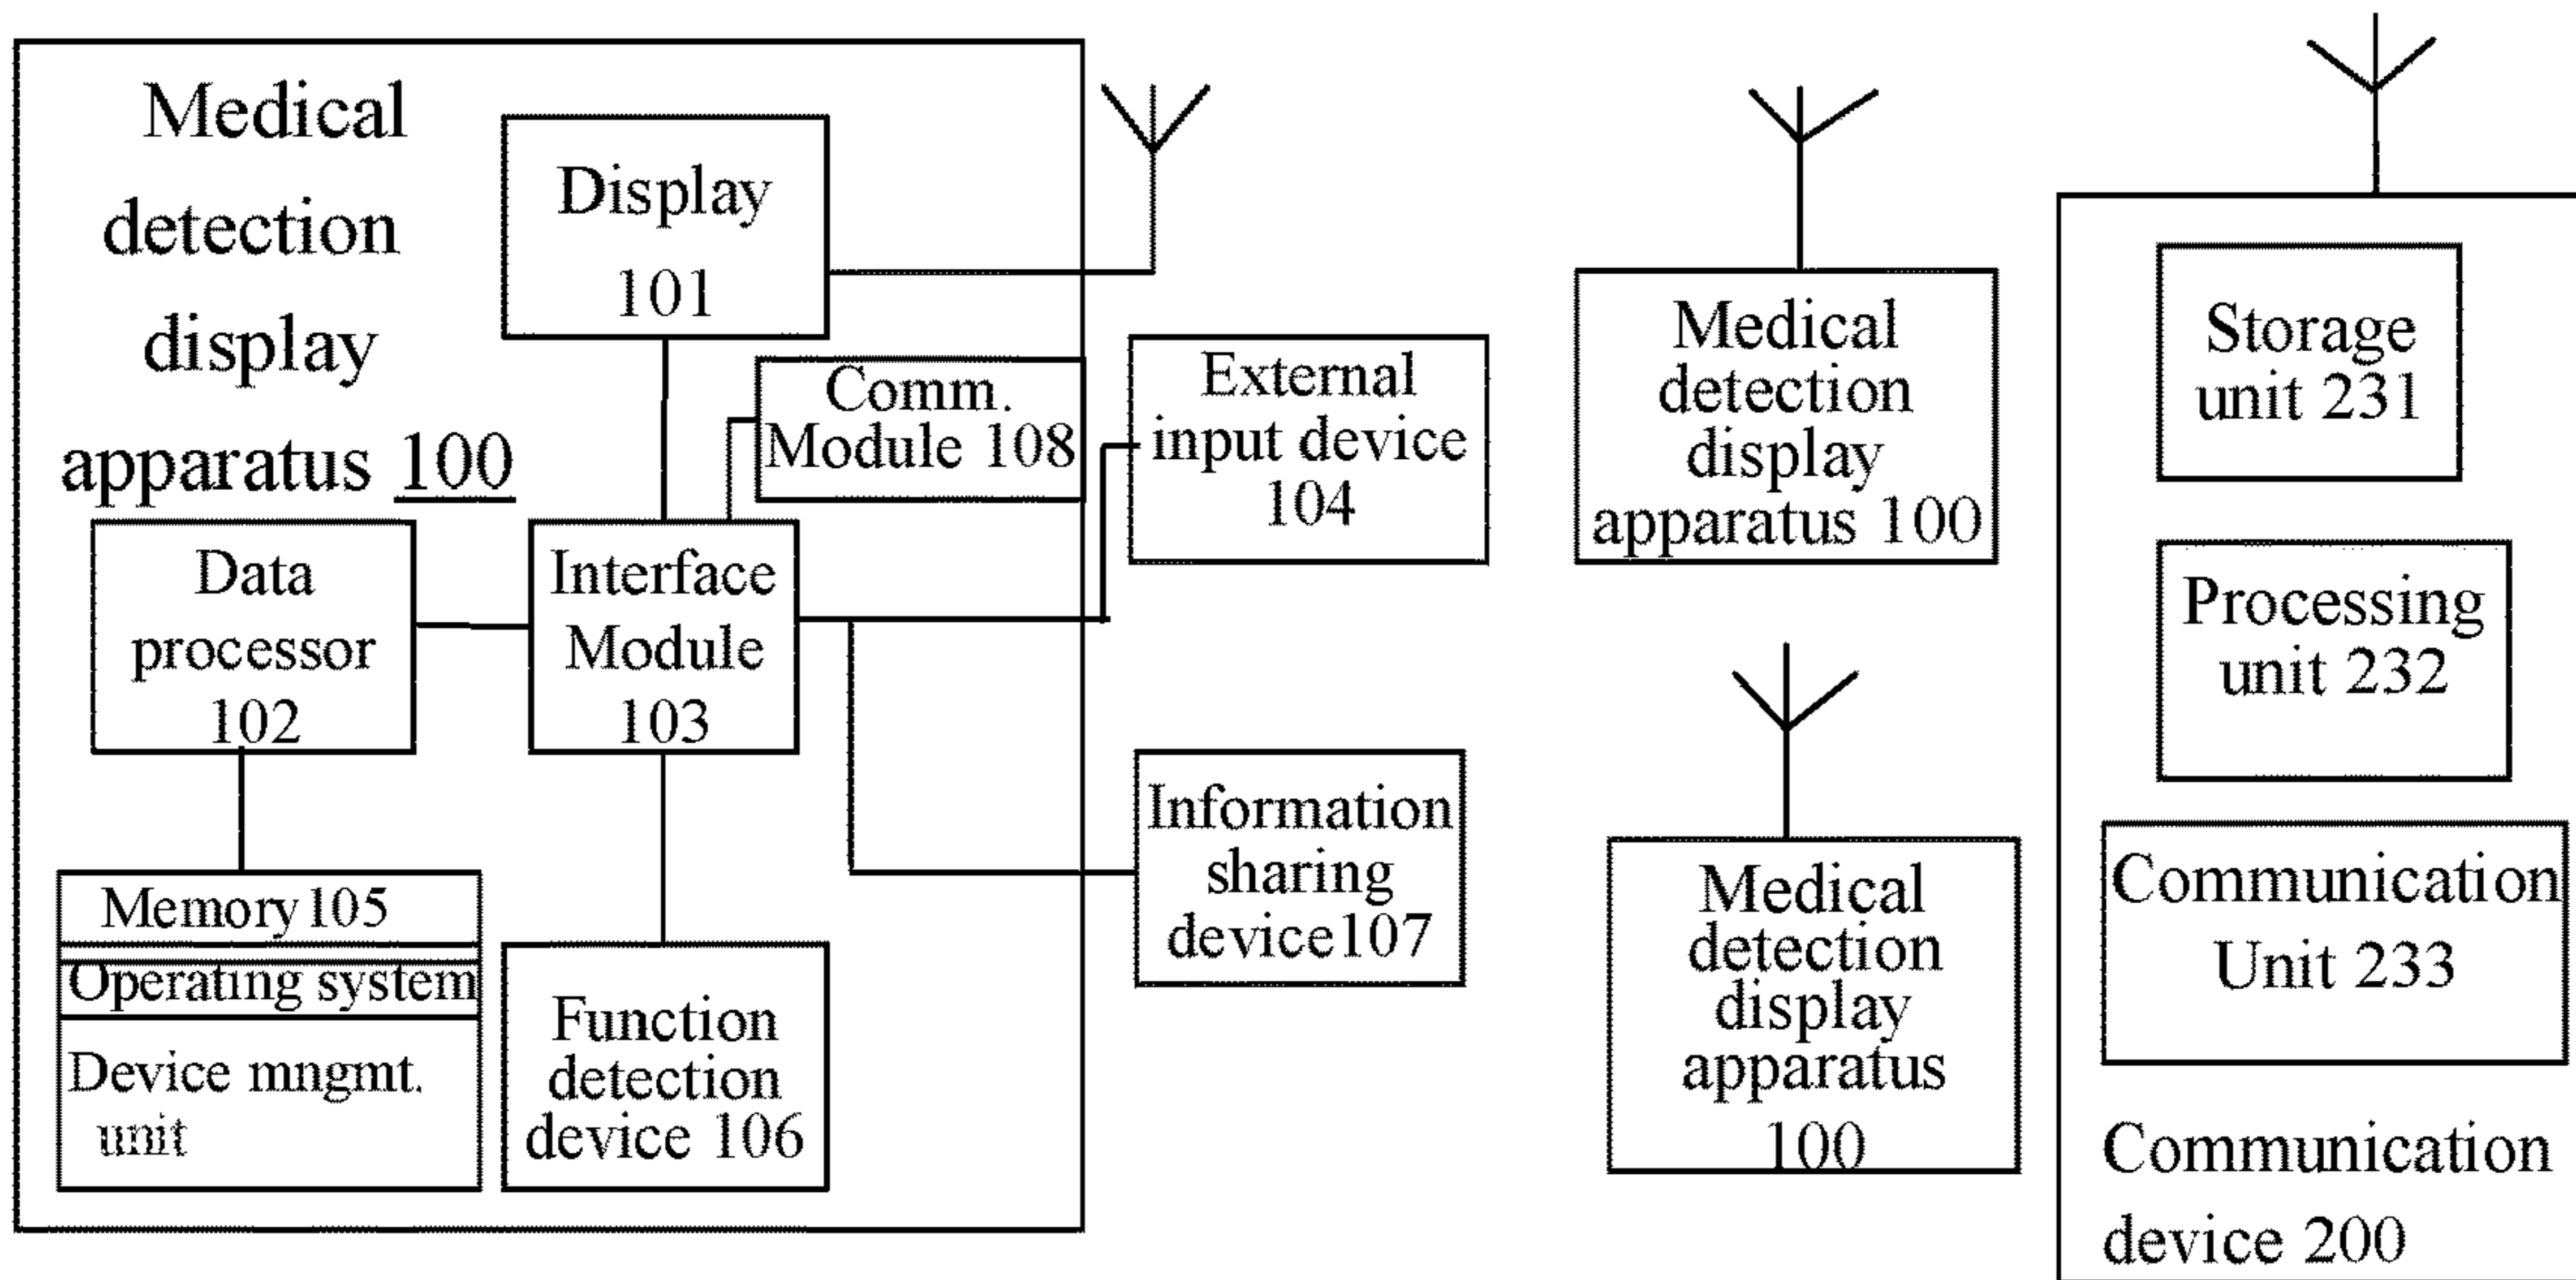 Medical
detection
display
apparatus 100
Display
101
Comm.
Module 108
Data
processor
102
Interface
Module
103
Memory105
Operating system
Device mngmt.
unit
Function
detection
device 106
External
input device
104
Information
sharing
device107
Medical
detection
display
apparatus 100
Medical
detection
display
apparatus
100
Storage
unit 231
Processing
unit 232
Communication
Unit 233
Communication
device 200